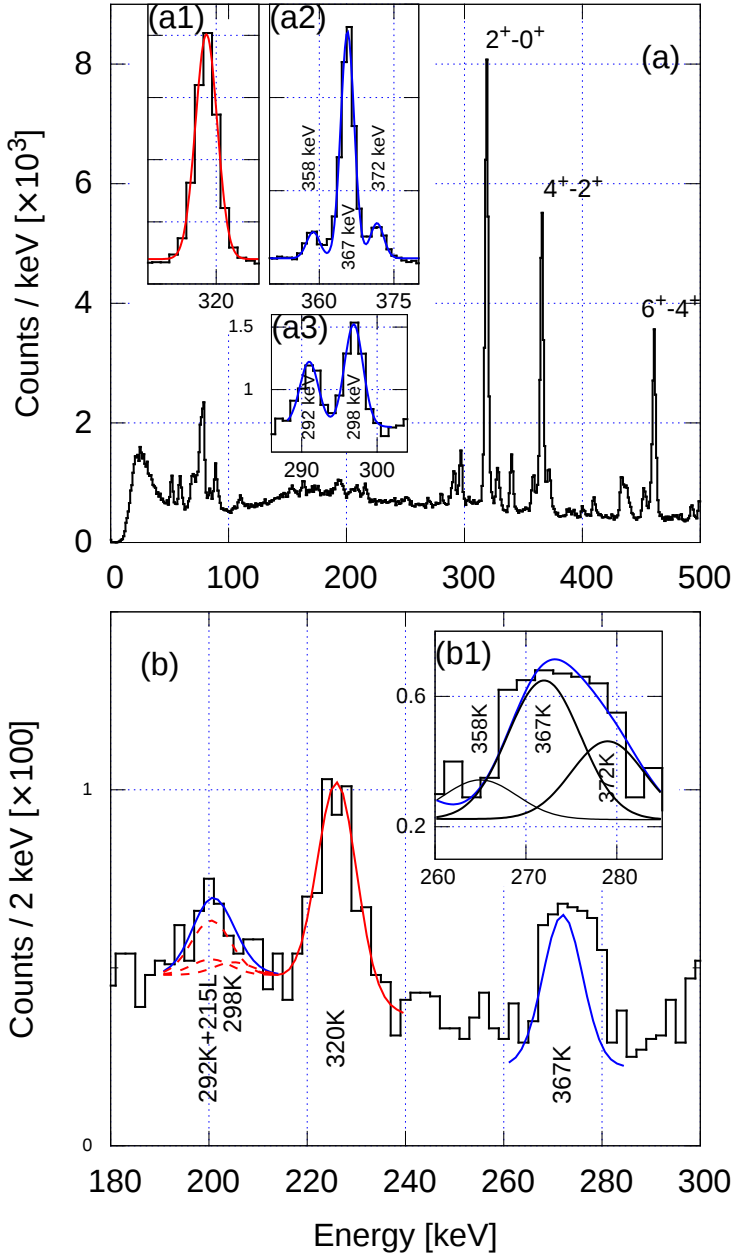 (a1)
(a2)
(a)
2⁺-0⁺
4⁺-2⁺
6⁺-4⁺
358 keV
367 keV
372 keV
320
360
375
(a3)
1.5
1
292 keV
298 keV
290
300
Counts / keV [×10³]
8
6
4
2
0
0
100
200
300
400
500
(b)
(b1)
0.6
0.2
358K
367K
372K
260
270
280
Counts / 2 keV [×100]
1
0
292K+215L
298K
320K
367K
180
200
220
240
260
280
300
Energy [keV]